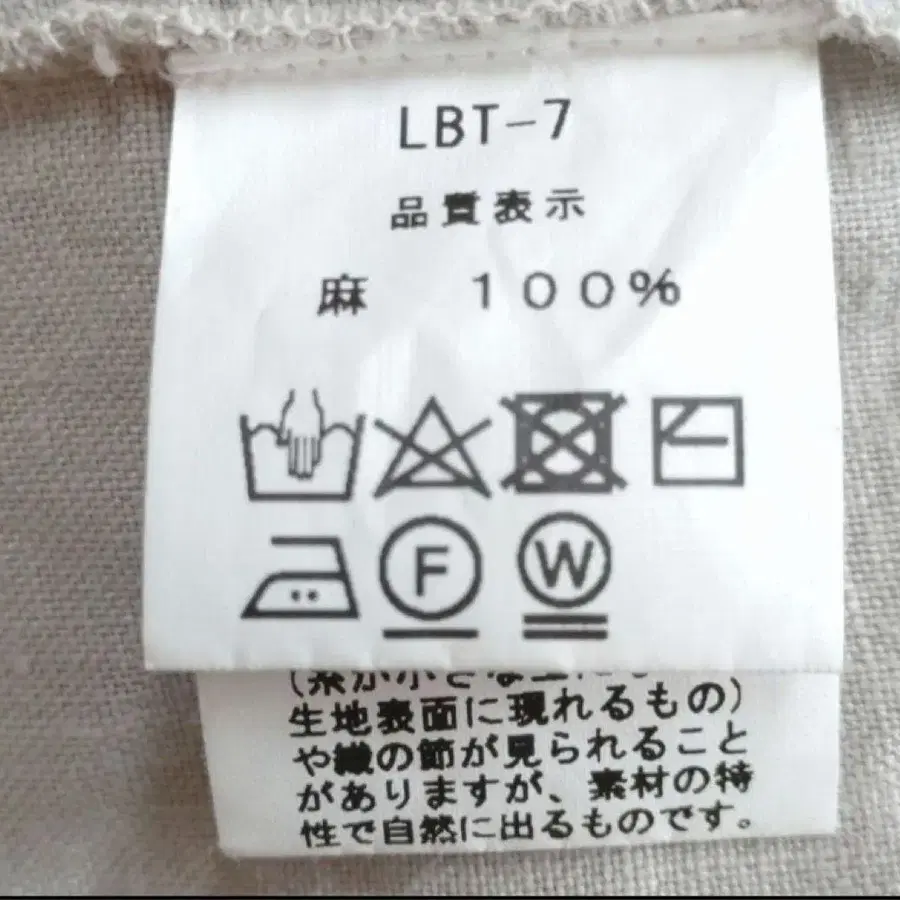 LBT-7
品質表示
麻 100%
F W
生地表面に現れるもの)
や織の節が見られること
がありますが、素材の特
性で自然に出るものです。